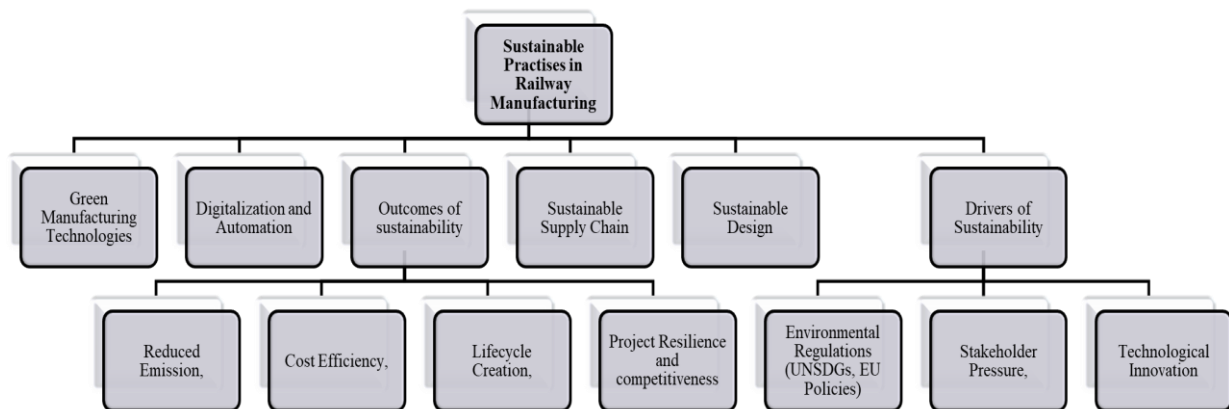 Sustainable
Practises in
Railway
Manufacturing
Green
Manufacturing
Technologies
Digitalization and
Automation
Outcomes of
sustainability
Sustainable
Supply Chain
Sustainable
Design
Drivers of
Sustainability
Reduced
Emission,
Cost Efficiency,
Lifecycle
Creation,
Project Resilience
and
competitiveness
Environmental
Regulations
(UNSDGs, EU
Policies)
Stakeholder
Pressure,
Technological
Innovation